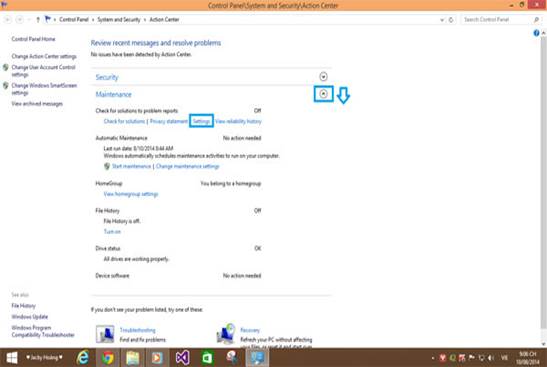 Control Panel\System and Security\Action Center
Control Panel ▸ System and Security ▸ Action Center
Search Control Panel
Control Panel Home
Change Action Center settings
Change User Account Control
settings
Change Windows SmartScreen
settings
View archived messages
Review recent messages and resolve problems
No issues have been detected by Action Center.
Security
Maintenance
Check for solutions to problem reports Off
Check for solutions | Privacy statement | Settings | View reliability history
Automatic Maintenance No action needed
Last run date: 8/10/2014 8:44 AM
Windows automatically schedules maintenance activities to run on your computer.
Start maintenance | Change maintenance settings
HomeGroup You belong to a homegroup
View homegroup settings
File History Off
File History is off.
Turn on
Drive status OK
All drives are working properly.
Device software No action needed
If you don't see your problem listed, try one of these:
Troubleshooting
Find and fix problems
Recovery
Refresh your PC without affecting
your files, or reset it and start over.
See also
File History
Windows Update
Windows Program
Compatibility Troubleshooter
♥ Jacky Hoàng ♥
VIE
9:06 CH
10/08/2014